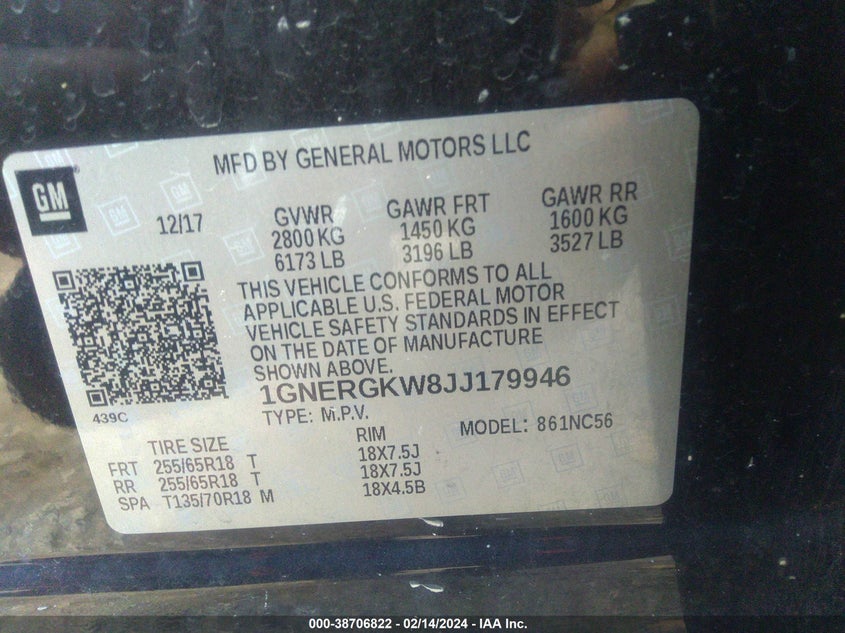 MFD BY GENERAL MOTORS LLC
GM
12/17
GVWR
2800 KG
6173 LB
GAWR FRT
1450 KG
3196 LB
GAWR RR
1600 KG
3527 LB
THIS VEHICLE CONFORMS TO ALL
APPLICABLE U.S. FEDERAL MOTOR
VEHICLE SAFETY STANDARDS IN EFFECT
ON THE DATE OF MANUFACTURE
SHOWN ABOVE.
1GNERGKW8JJ179946
439C
TYPE: M.P.V.
MODEL: 861NC56
TIRE SIZE
RIM
FRT 255/65R18 T 18X7.5J
RR 255/65R18 T 18X7.5J
SPA T135/70R18 M 18X4.5B
000-38706822 - 02/14/2024 - IAA Inc.